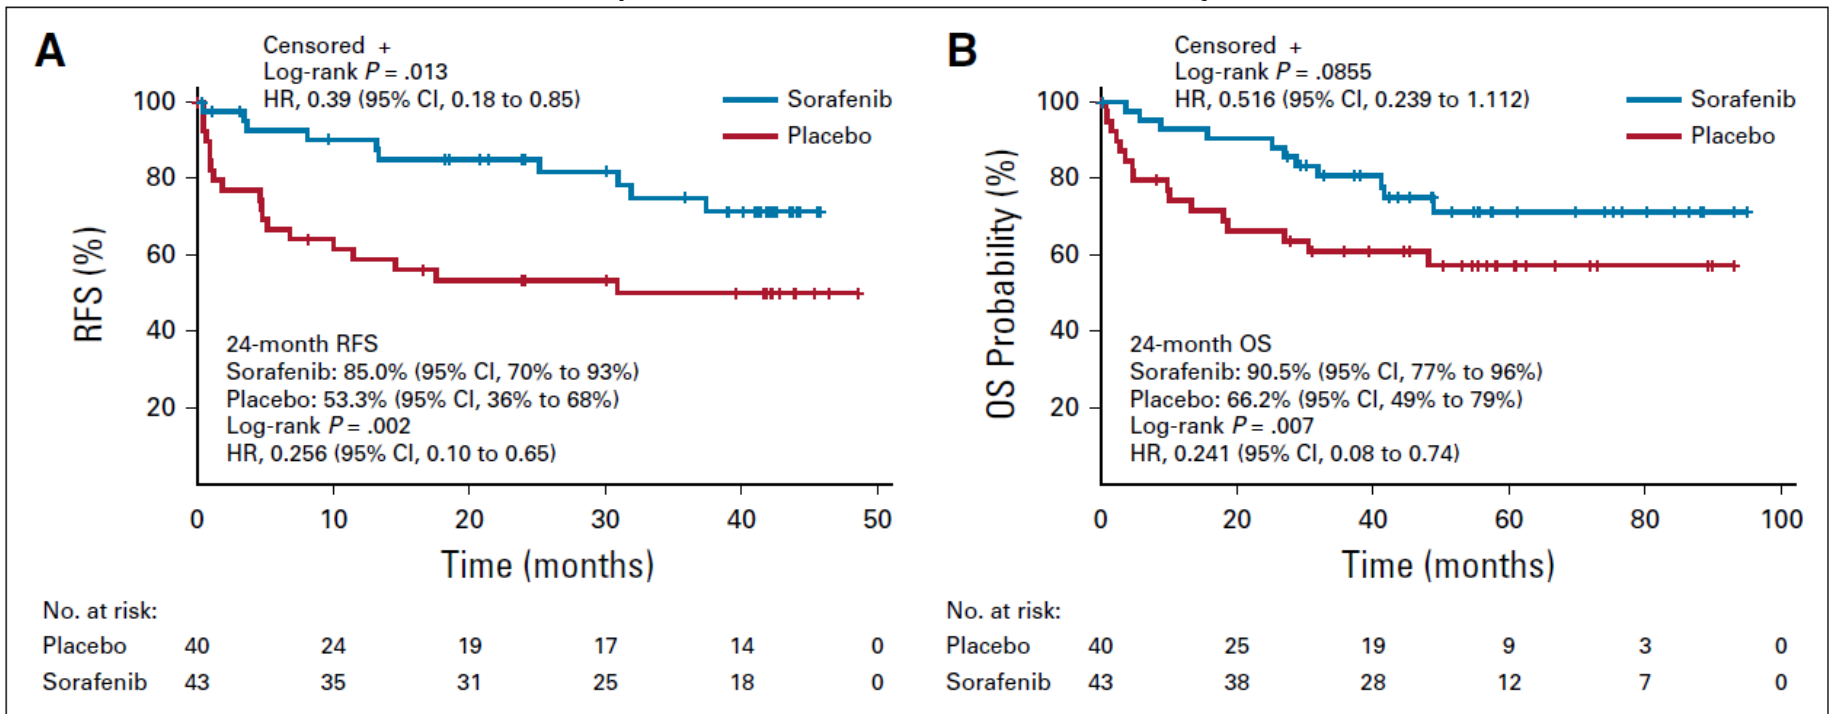 A
Censored +
Log-rank P = .013
HR, 0.39 (95% CI, 0.18 to 0.85)
Sorafenib
Placebo
100
80
60
40
20
RFS (%)
24-month RFS
Sorafenib: 85.0% (95% CI, 70% to 93%)
Placebo: 53.3% (95% CI, 36% to 68%)
Log-rank P = .002
HR, 0.256 (95% CI, 0.10 to 0.65)
0 10 20 30 40 50
Time (months)
No. at risk:
Placebo 40 24 19 17 14 0
Sorafenib 43 35 31 25 18 0
B
Censored +
Log-rank P = .0855
HR, 0.516 (95% CI, 0.239 to 1.112)
Sorafenib
Placebo
100
80
60
40
20
OS Probability (%)
24-month OS
Sorafenib: 90.5% (95% CI, 77% to 96%)
Placebo: 66.2% (95% CI, 49% to 79%)
Log-rank P = .007
HR, 0.241 (95% CI, 0.08 to 0.74)
0 20 40 60 80 100
Time (months)
No. at risk:
Placebo 40 25 19 9 3 0
Sorafenib 43 38 28 12 7 0